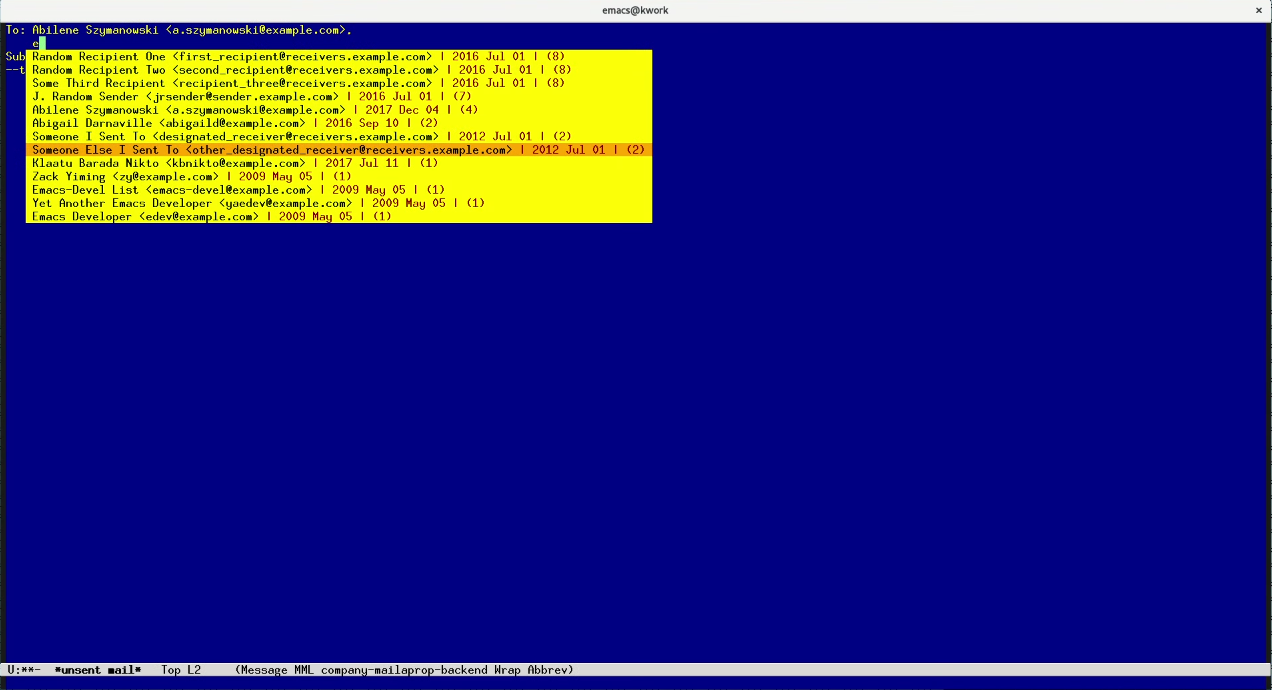 emacs@kwork ×
To: Abilene Szymanowski <a.szymanowski@example.com>,
e
Sub Random Recipient One <first_recipient@receivers.example.com> | 2016 Jul 01 | (8)
--t Random Recipient Two <second_recipient@receivers.example.com> | 2016 Jul 01 | (8)
Some Third Recipient <recipient_three@receivers.example.com> | 2016 Jul 01 | (8)
J. Random Sender <jrsender@sender.example.com> | 2016 Jul 01 | (7)
Abilene Szymanowski <a.szymanowski@example.com> | 2017 Dec 04 | (4)
Abigail Darnaville <abigaild@example.com> | 2016 Sep 10 | (2)
Someone I Sent To <designated_receiver@receivers.example.com> | 2012 Jul 01 | (2)
Someone Else I Sent To <other_designated_receiver@receivers.example.com> | 2012 Jul 01 | (2)
Klaatu Barada Nikto <kbnikto@example.com> | 2017 Jul 11 | (1)
Zack Yiming <zy@example.com> | 2009 May 05 | (1)
Emacs-Devel List <emacs-devel@example.com> | 2009 May 05 | (1)
Yet Another Emacs Developer <yaedev@example.com> | 2009 May 05 | (1)
Emacs Developer <edev@example.com> | 2009 May 05 | (1)
U:**- *unsent mail* Top L2 (Message MML company-mailaprop-backend Wrap Abbrev)